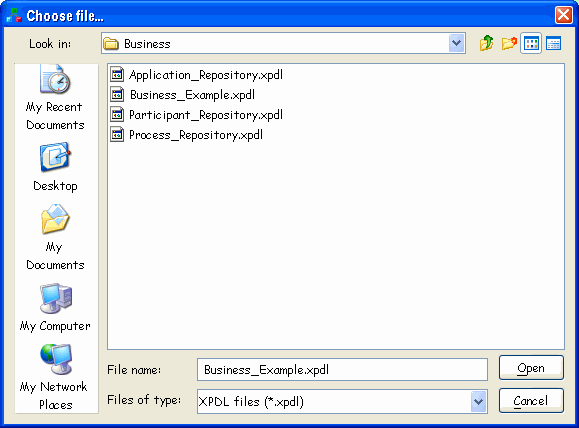 Choose file...
Look in:
Business
My Recent
Documents
Desktop
My
Documents
My Computer
My Network
Places
Application_Repository.xpdl
Business_Example.xpdl
Participant_Repository.xpdl
Process_Repository.xpdl
File name:
Business_Example.xpdl
Open
Files of type:
XPDL files (*.xpdl)
Cancel